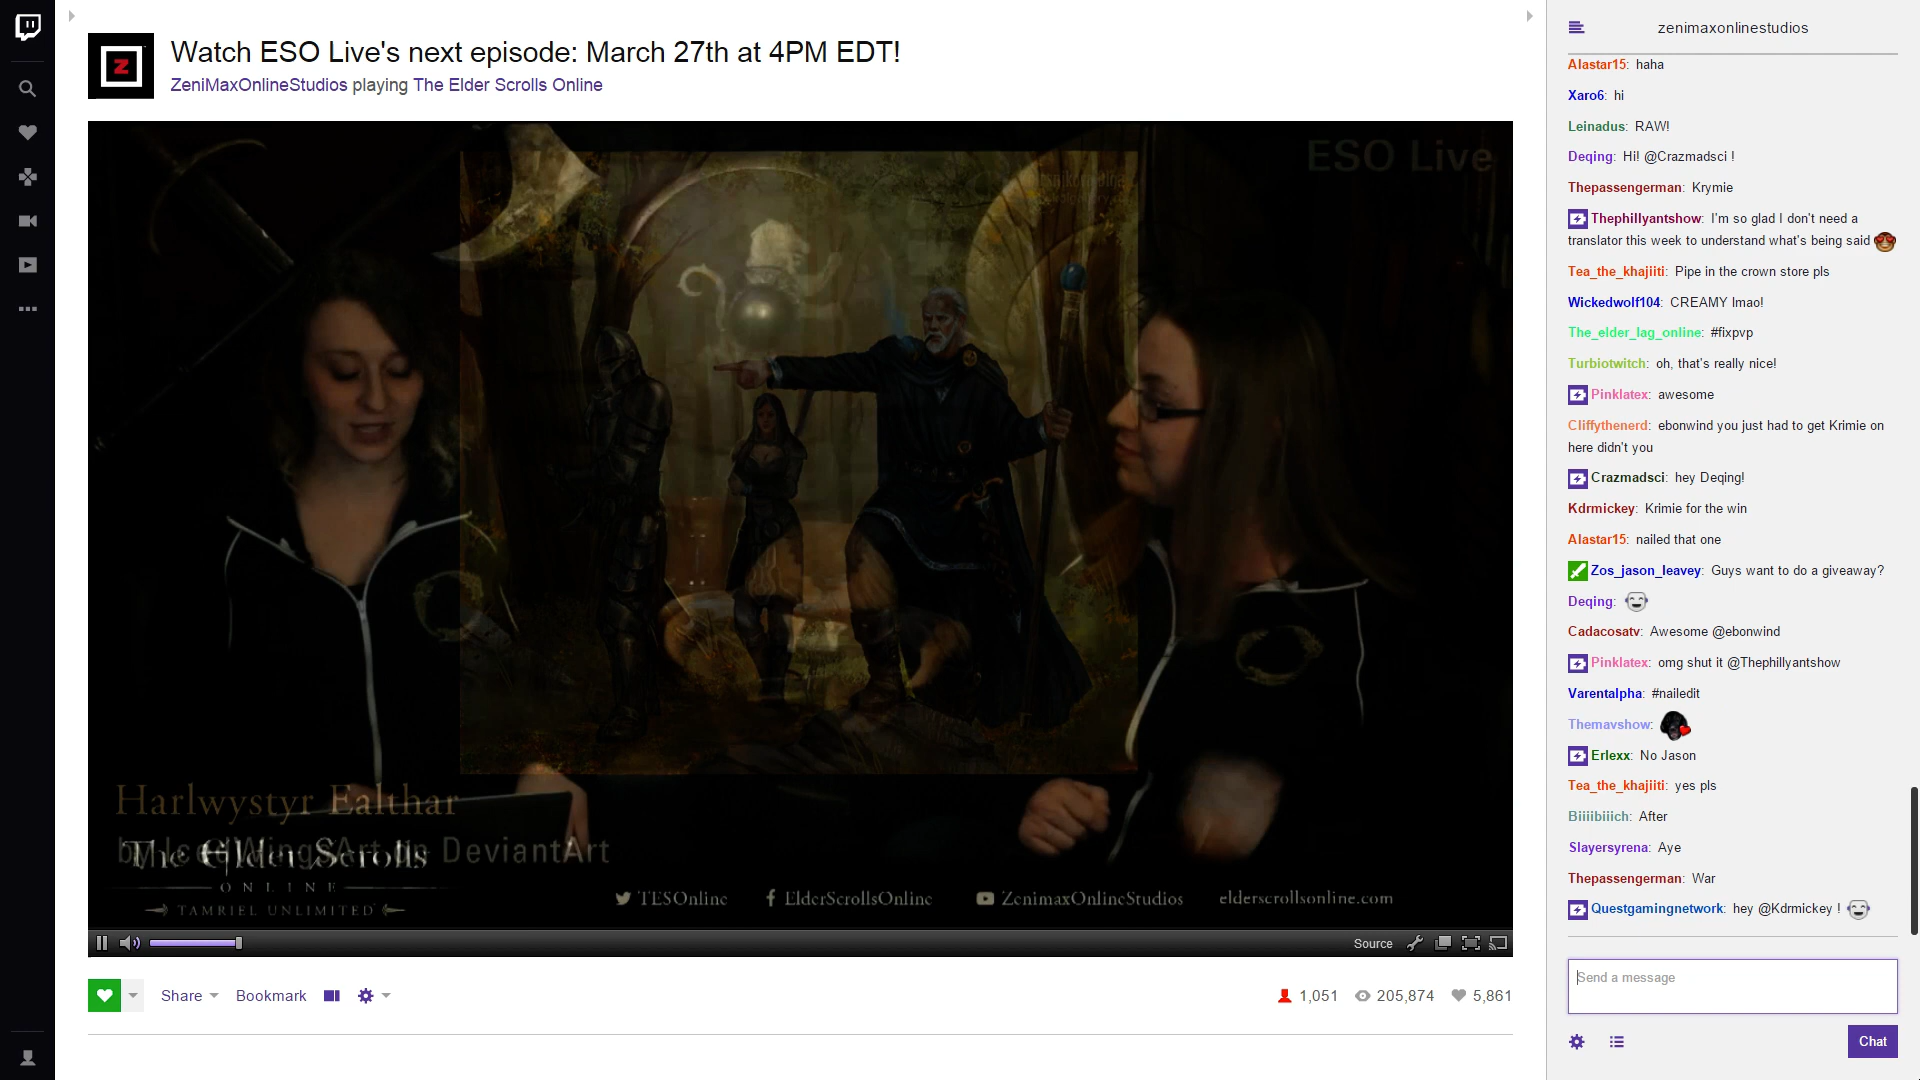 Watch ESO Live's next episode: March 27th at 4PM EDT!
ZeniMaxOnlineStudios playing The Elder Scrolls Online
ESO Live
Harlwystyr Ealthar
The Elder Scrolls
DeviantArt
ONLINE
TAMRIEL UNLIMITED
TESOnline
ElderScrollsOnline
ZenimaxOnlineStudios
elderscrollsonline.com
Source
Share
Bookmark
1,051
205,874
5,861
zenimaxonlinestudios
Alastar15: haha
Xaro6: hi
Leinadus: RAW!
Deqing: Hi! @Crazmadsci !
Thepassengerman: Krymie
Thephillyantshow: I'm so glad I don't need a
translator this week to understand what's being said
Tea_the_khajiiti: Pipe in the crown store pls
Wickedwolf104: CREAMY lmao!
The_elder_lag_online: #fixpvp
Turbiotwitch: oh, that's really nice!
Pinklatex: awesome
Cliffythenerd: ebonwind you just had to get Krimie on
here didn't you
Crazmadsci: hey Deqing!
Kdrmickey: Krimie for the win
Alastar15: nailed that one
Zos_jason_leavey: Guys want to do a giveaway?
Deqing:
Cadacosatv: Awesome @ebonwind
Pinklatex: omg shut it @Thephillyantshow
Varentalpha: #nailedit
Themavshow:
Erlexx: No Jason
Tea_the_khajiiti: yes pls
Biiiibiiich: After
Slayersyrena: Aye
Thepassengerman: War
Questgamingnetwork: hey @Kdrmickey !
Send a message
Chat